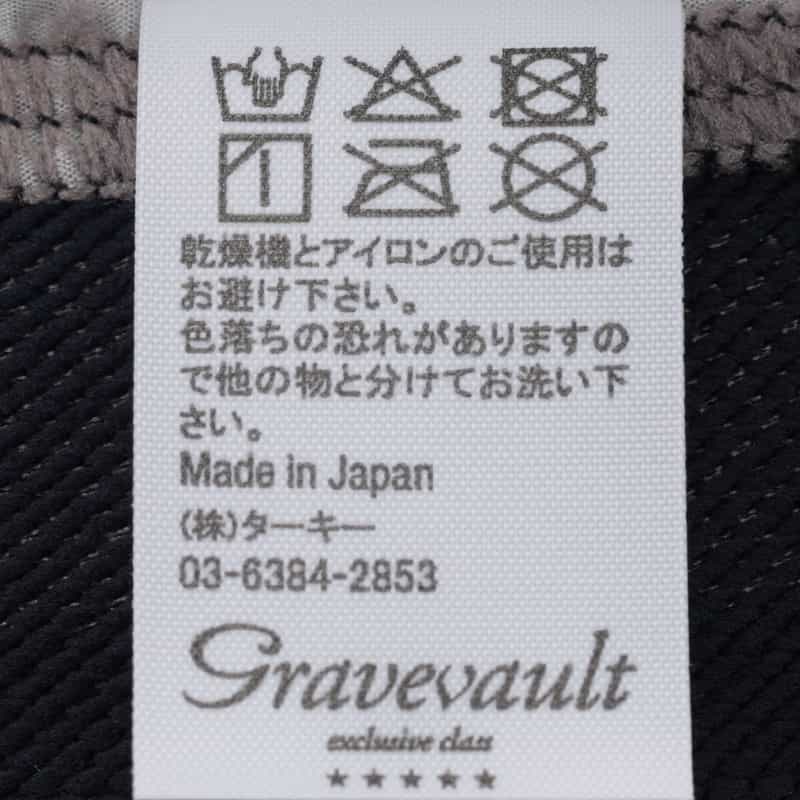 乾燥機とアイロンのご使用は
お避け下さい。
色落ちの恐れがありますの
で他の物と分けてお洗い下
さい。
Made in Japan
(株)ターキー
03-6384-2853
Gravevault
exclusive class
★★★★★